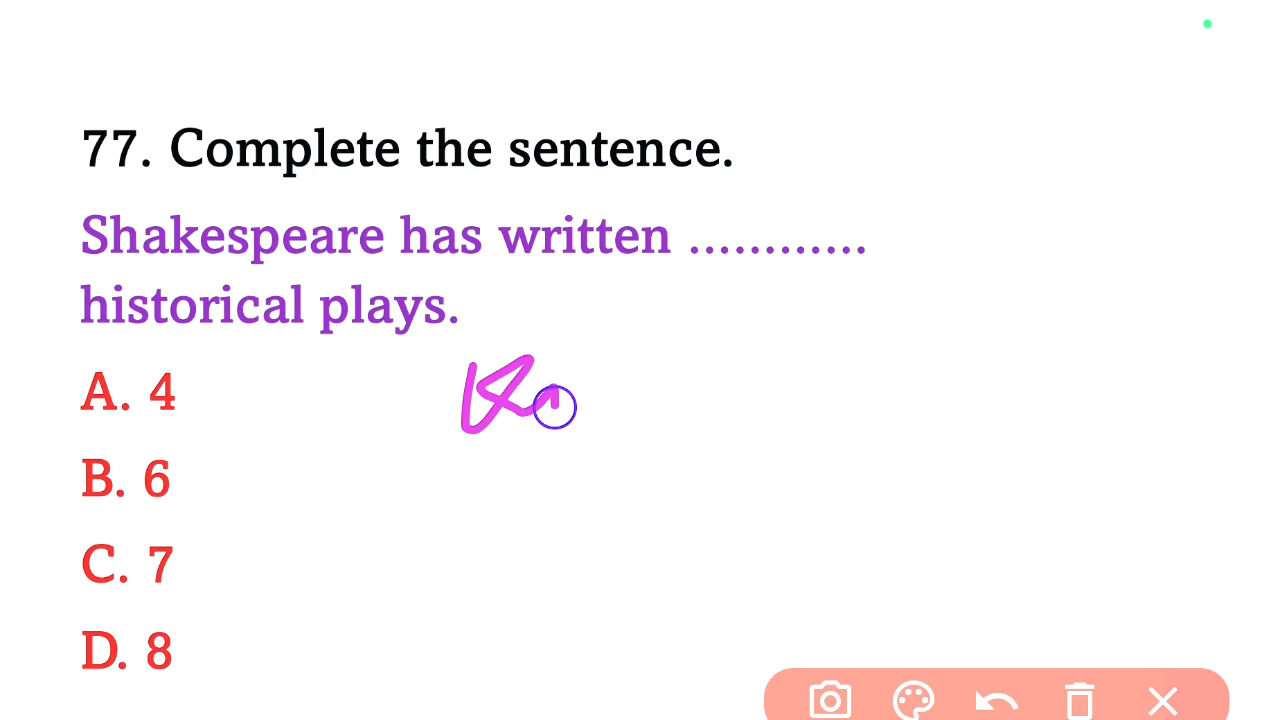 77. Complete the sentence.
Shakespeare has written ............
historical plays.
A. 4
B. 6
C. 7
D. 8